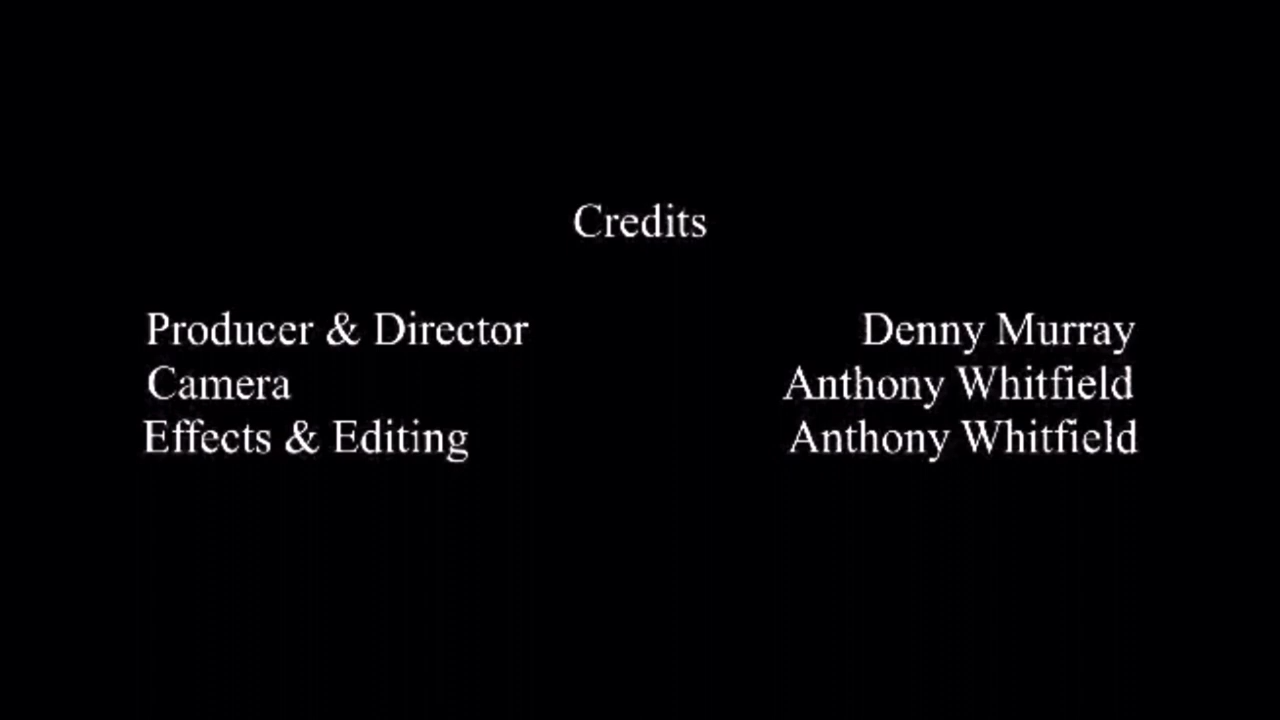 Credits
Producer & Director Denny Murray
Camera Anthony Whitfield
Effects & Editing Anthony Whitfield